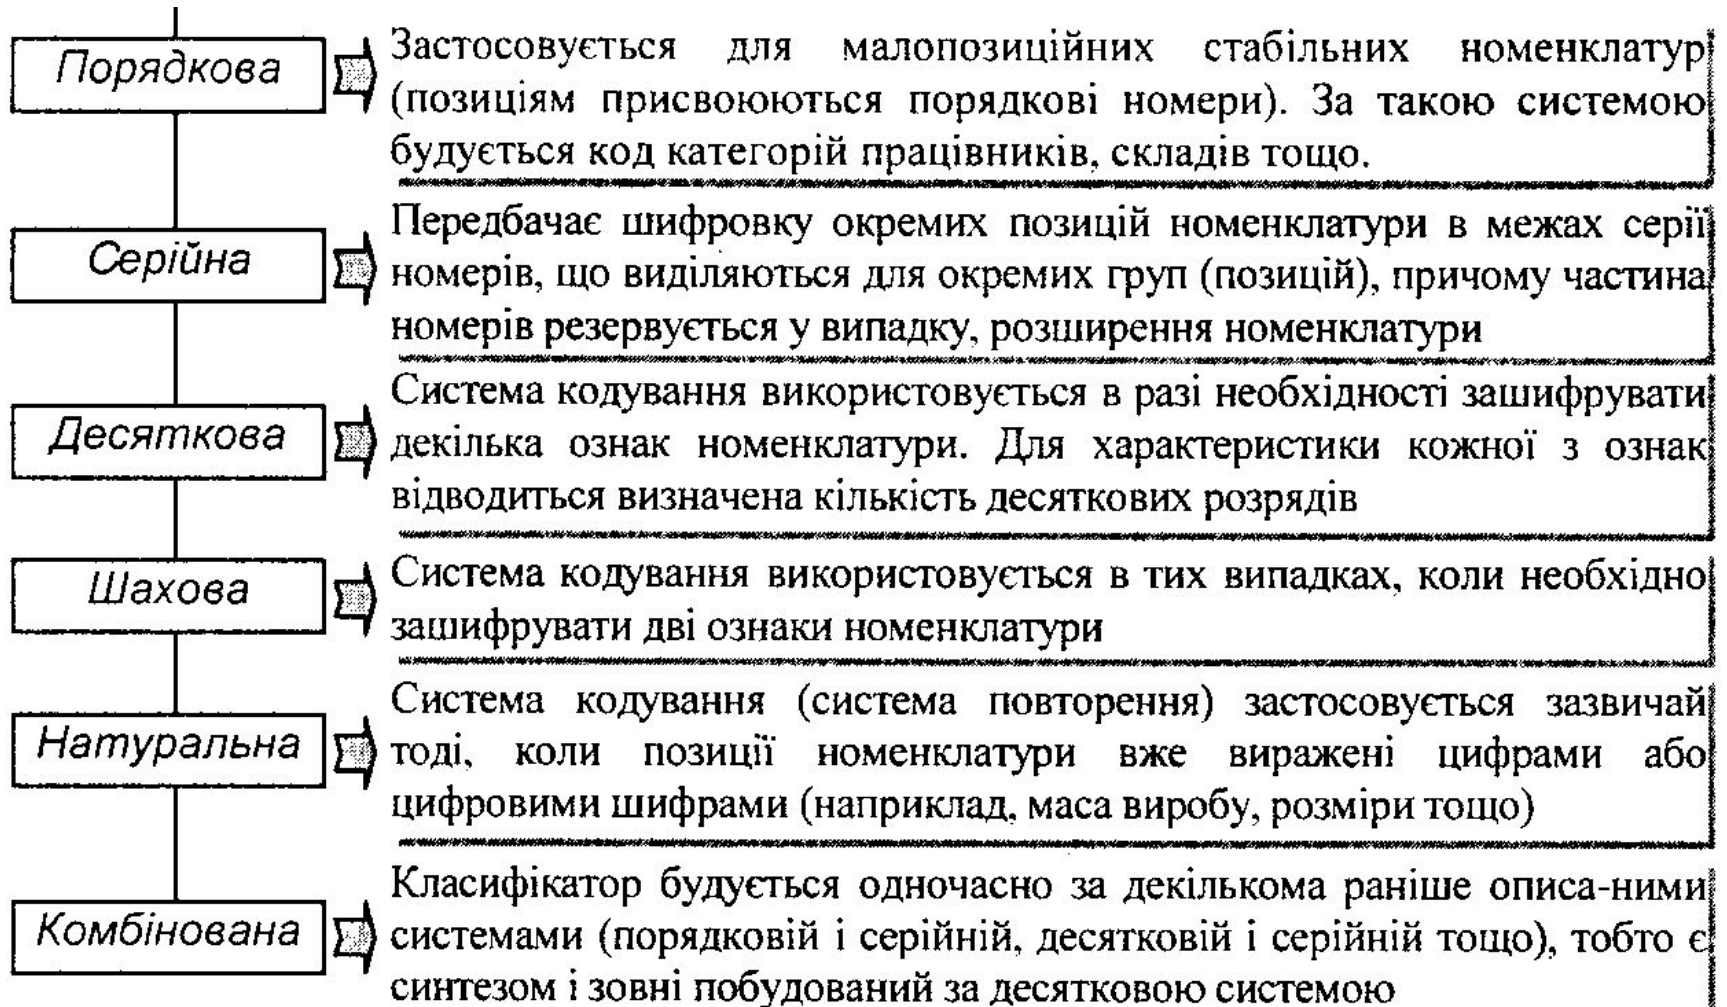 Порядкова
Застосовується для малопозиційних стабільних номенклатур
(позиціям присвоюються порядкові номери). За такою системою
будується код категорій працівників, складів тощо.
Серійна
Передбачає шифровку окремих позицій номенклатури в межах серії
номерів, що виділяються для окремих груп (позицій), причому частина
номерів резервується у випадку, розширення номенклатури
Десяткова
Система кодування використовується в разі необхідності зашифрувати
декілька ознак номенклатури. Для характеристики кожної з ознак
відводиться визначена кількість десяткових розрядів
Шахова
Система кодування використовується в тих випадках, коли необхідно
зашифрувати дві ознаки номенклатури
Натуральна
Система кодування (система повторення) застосовується зазвичай
тоді, коли позиції номенклатури вже виражені цифрами або
цифровими шифрами (наприклад, маса виробу, розміри тощо)
Комбінована
Класифікатор будується одночасно за декількома раніше описа-ними
системами (порядковій і серійній, десятковій і серійній тощо), тобто є
синтезом і зовні побудований за десятковою системою